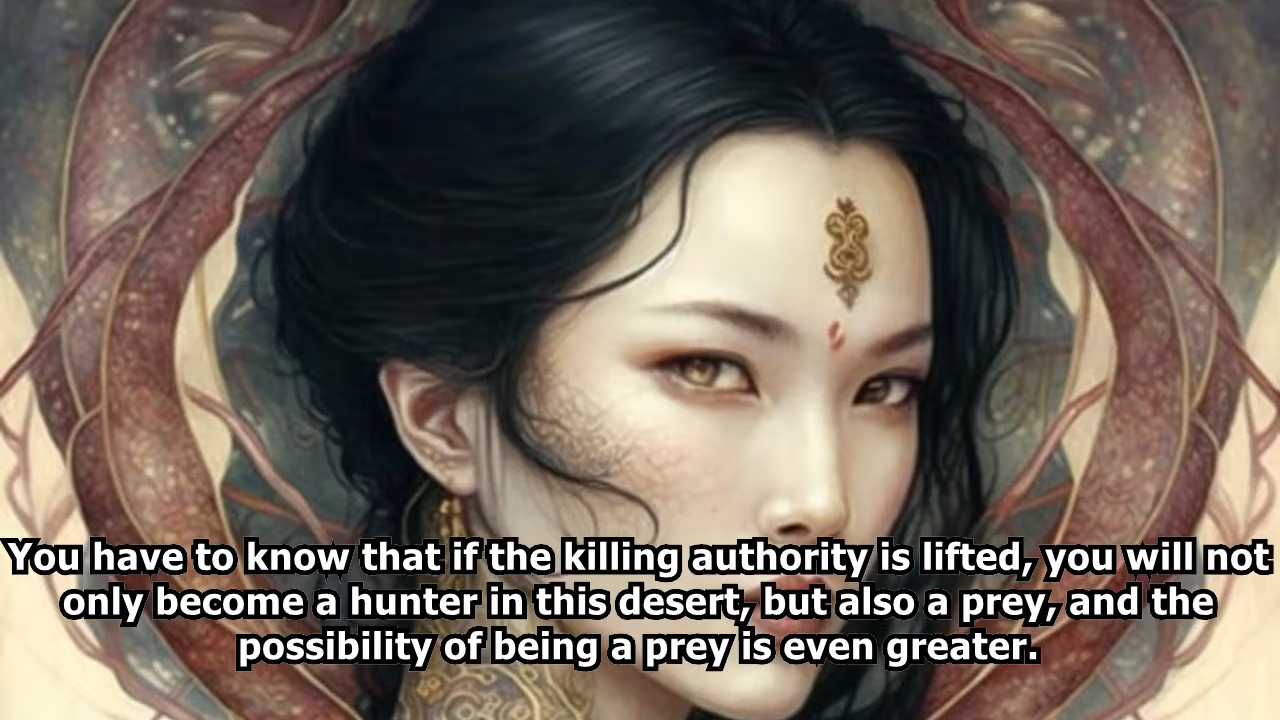 You have to know that if the killing authority is lifted, you will not
only become a hunter in this desert, but also a prey, and the
possibility of being a prey is even greater.